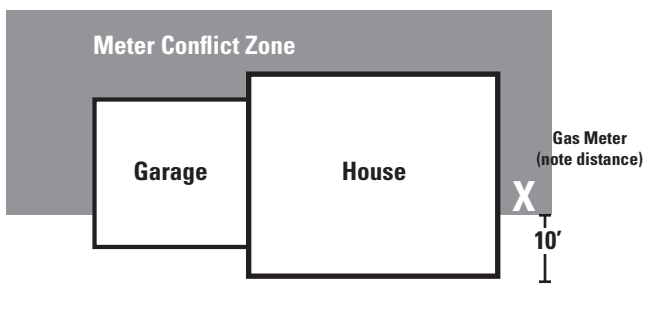 Meter Conflict Zone
Gas Meter
(note distance)
Garage
House
X
10’